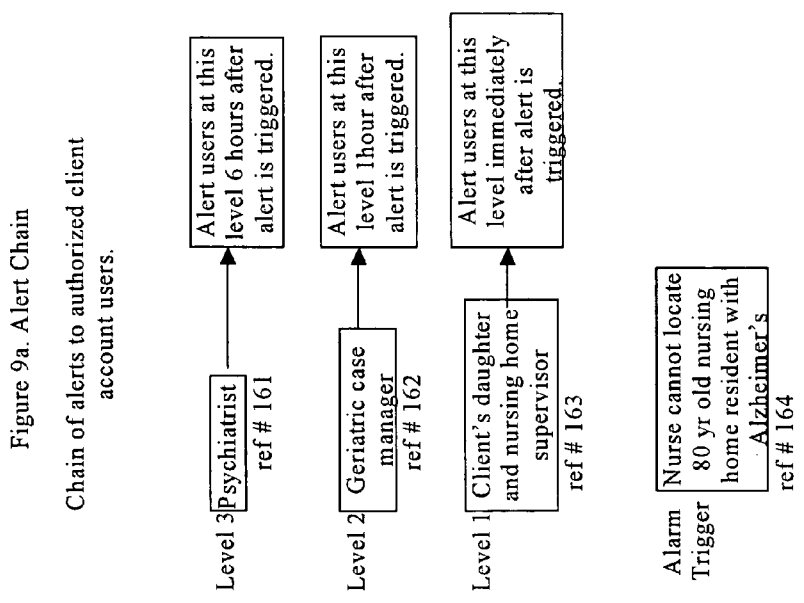 Figure 9a. Alert Chain
Chain of alerts to authorized client
account users.
Level 3
Psychiatrist
ref # 161
Alert users at this
level 6 hours after
alert is triggered.
Level 2
Geriatric case
manager
ref # 162
Alert users at this
level 1hour after
alert is triggered.
Level 1
Client's daughter
and nursing home
supervisor
ref # 163
Alert users at this
level immediately
after alert is
triggered.
Alarm
Trigger
Nurse cannot locate
80 yr old nursing
home resident with
Alzheimer's
ref # 164